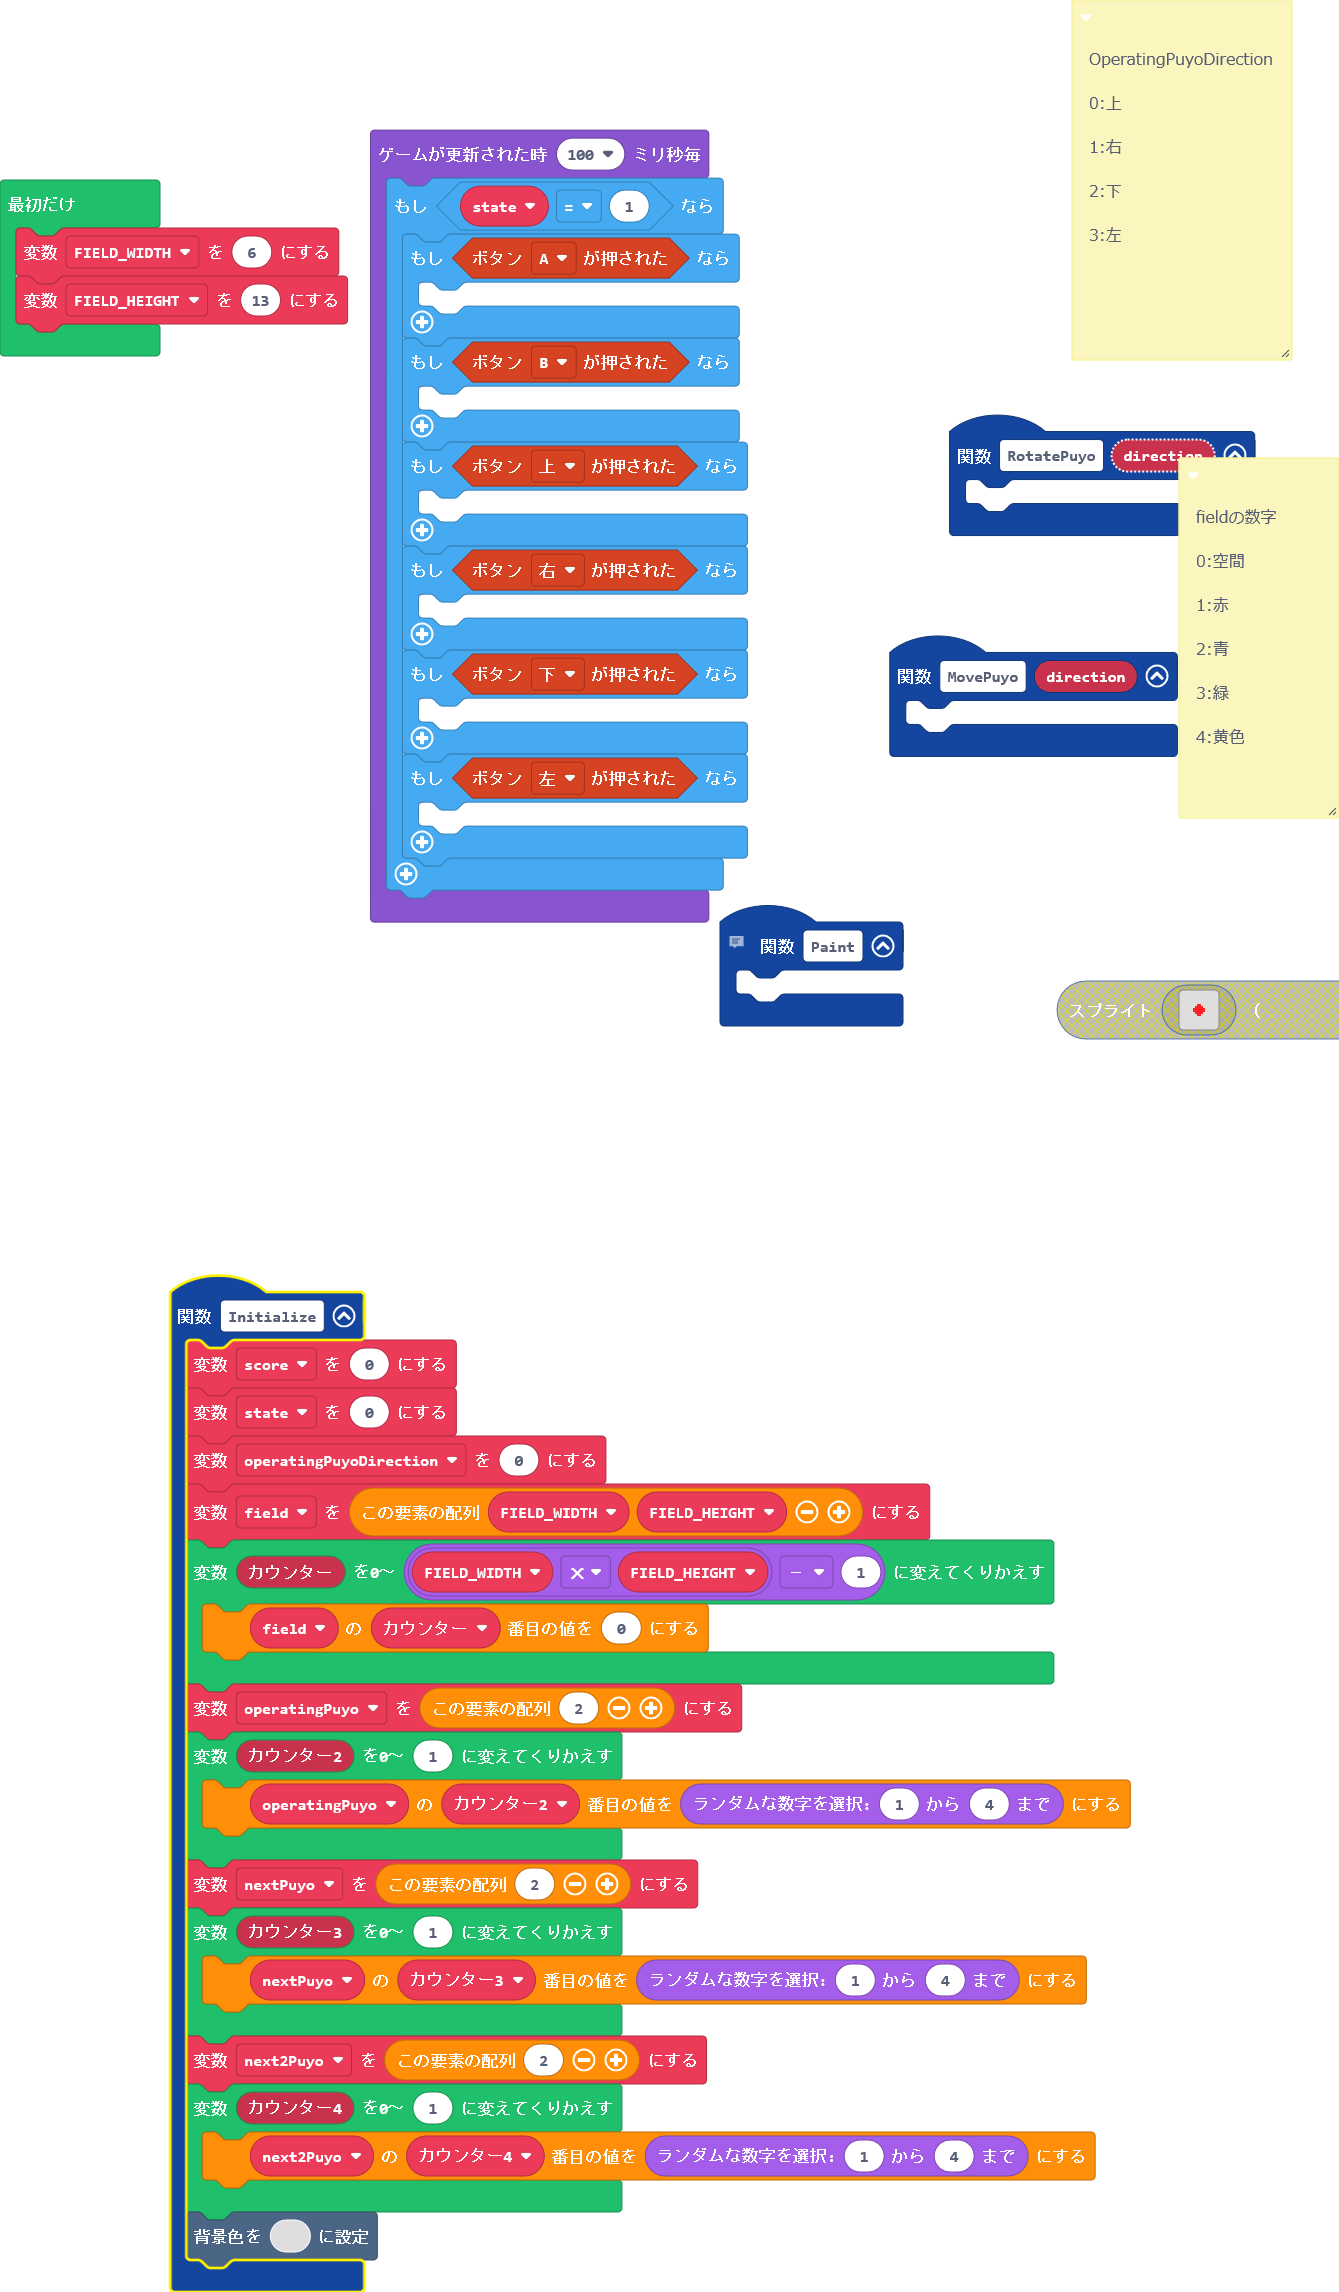 OperatingPuyoDirection
0:上
1:右
2:下
3:左
ゲームが更新された時 100 ミリ秒毎
もし state = 1 なら
もし ボタン A が押された なら
もし ボタン B が押された なら
もし ボタン 上 が押された なら
もし ボタン 右 が押された なら
もし ボタン 下 が押された なら
もし ボタン 左 が押された なら
最初だけ
変数 FIELD_WIDTH を 6 にする
変数 FIELD_HEIGHT を 13 にする
関数 RotatePuyo direction
fieldの数字
0:空間
1:赤
2:青
3:緑
4:黄色
関数 MovePuyo direction
関数 Paint
スプライト (
関数 Initialize
変数 score を 0 にする
変数 state を 0 にする
変数 operatingPuyoDirection を 0 にする
変数 field を この要素の配列 FIELD_WIDTH FIELD_HEIGHT にする
変数 カウンター を0～ FIELD_WIDTH × FIELD_HEIGHT - 1 に変えてくりかえす
field の カウンター 番目の値を 0 にする
変数 operatingPuyo を この要素の配列 2 にする
変数 カウンター2 を0～ 1 に変えてくりかえす
operatingPuyo の カウンター2 番目の値を ランダムな数字を選択: 1 から 4 まで にする
変数 nextPuyo を この要素の配列 2 にする
変数 カウンター3 を0～ 1 に変えてくりかえす
nextPuyo の カウンター3 番目の値を ランダムな数字を選択: 1 から 4 まで にする
変数 next2Puyo を この要素の配列 2 にする
変数 カウンター4 を0～ 1 に変えてくりかえす
next2Puyo の カウンター4 番目の値を ランダムな数字を選択: 1 から 4 まで にする
背景色を に設定